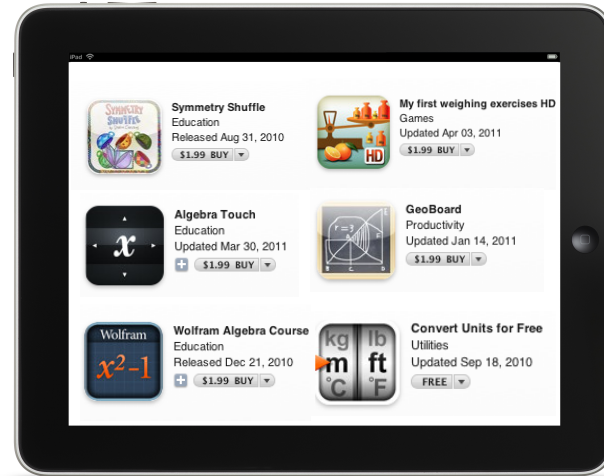 iPad
SYMMETRY
SHUFFLE
Symmetry Shuffle
Education
Released Aug 31, 2010
$1.99 BUY
HD
My first weighing exercises HD
Games
Updated Apr 03, 2011
$1.99 BUY
x
Algebra Touch
Education
Updated Mar 30, 2011
$1.99 BUY
r=3
GeoBoard
Productivity
Updated Jan 14, 2011
$1.99 BUY
Wolfram
x²-1
Wolfram Algebra Course
Education
Released Dec 21, 2010
$1.99 BUY
kg lb
m ft
°C °F
Convert Units for Free
Utilities
Updated Sep 18, 2010
FREE